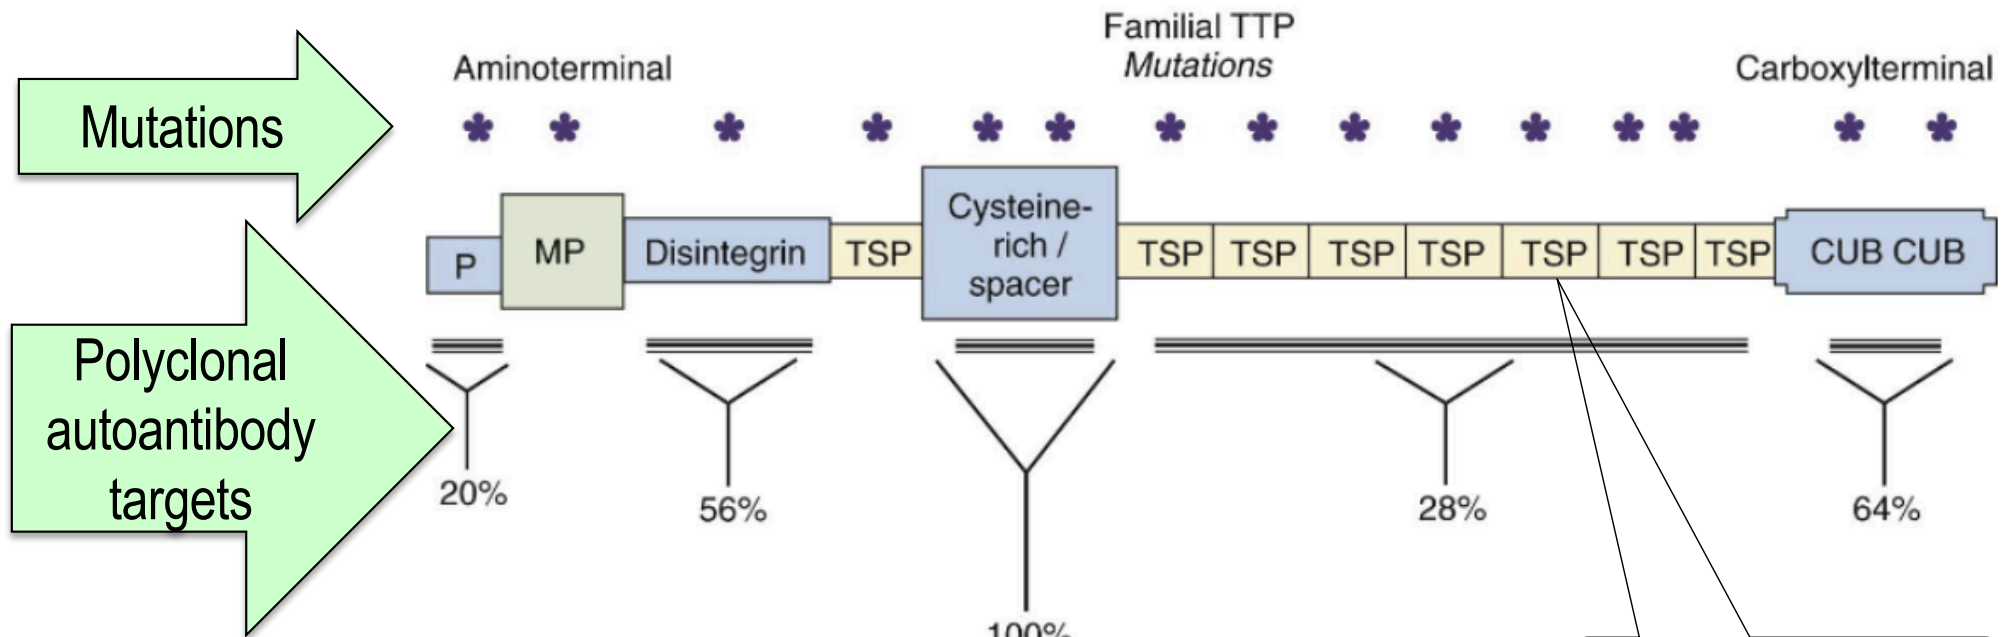 Familial TTP
Mutations
Aminoterminal
Carboxylterminal
Mutations
P
MP
Disintegrin
TSP
Cysteine-
rich /
spacer
TSP TSP TSP TSP TSP TSP TSP
CUB CUB
Polyclonal
autoantibody
targets
20%
56%
100%
28%
64%